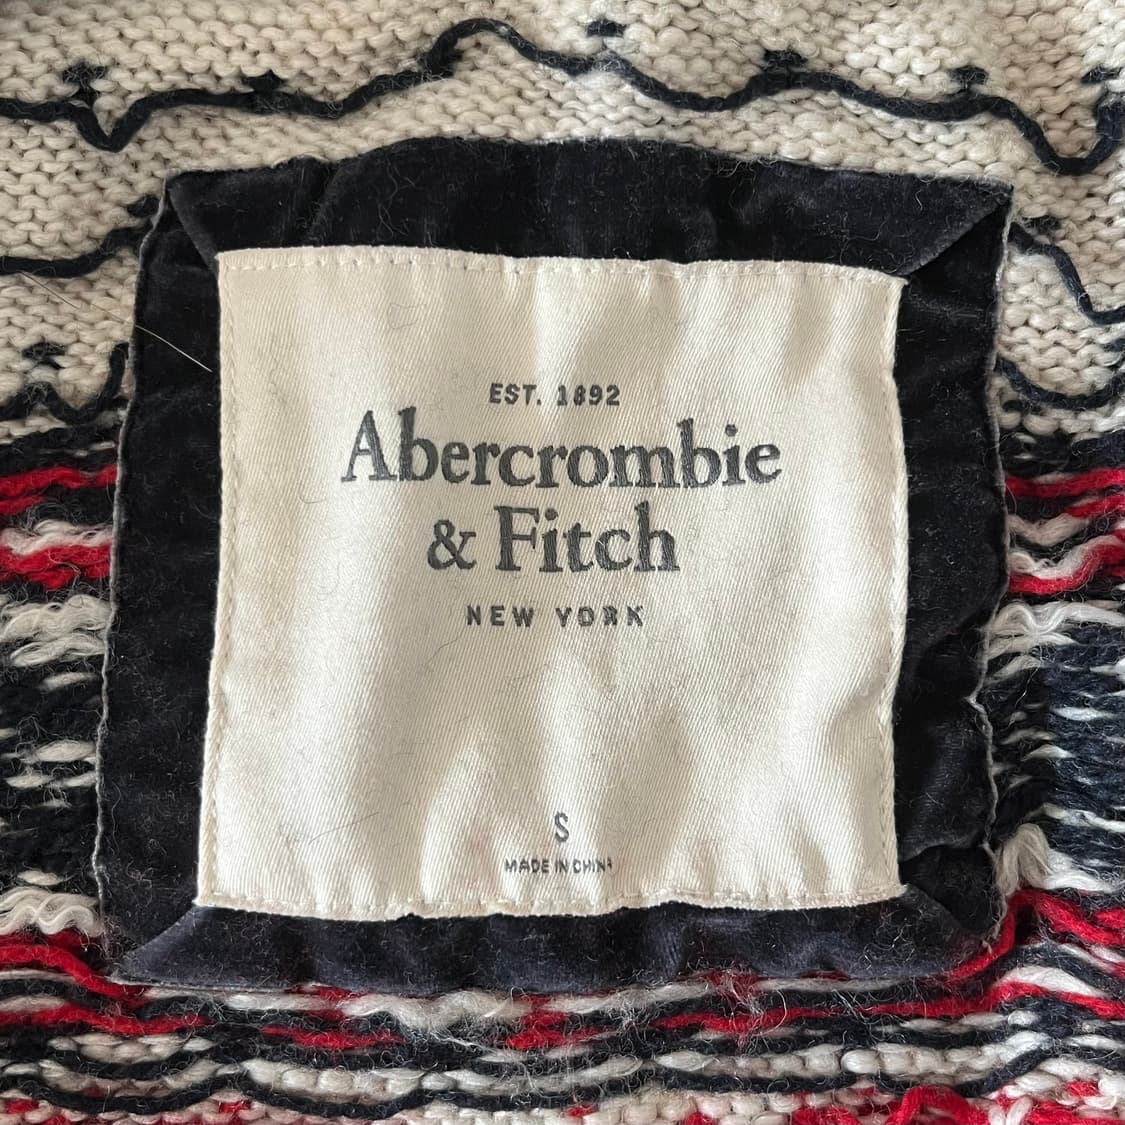 EST. 1892
Abercrombie
& Fitch
NEW YORK
S
MADE IN CHINA